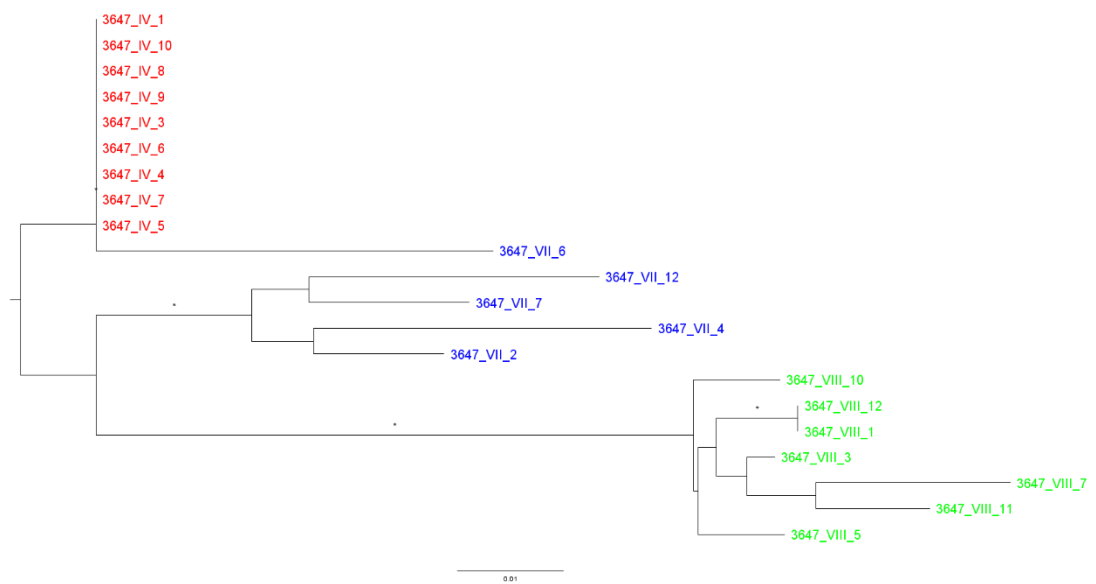 3647_IV_1
3647_IV_10
3647_IV_8
3647_IV_9
3647_IV_3
3647_IV_6
3647_IV_4
*
3647_IV_7
3647_IV_5
3647_VII_6
3647_VII_12
3647_VII_7
*
3647_VII_4
3647_VII_2
3647_VIII_10
3647_VIII_12
*
3647_VIII_1
*
3647_VIII_3
3647_VIII_7
3647_VIII_11
3647_VIII_5
0.01